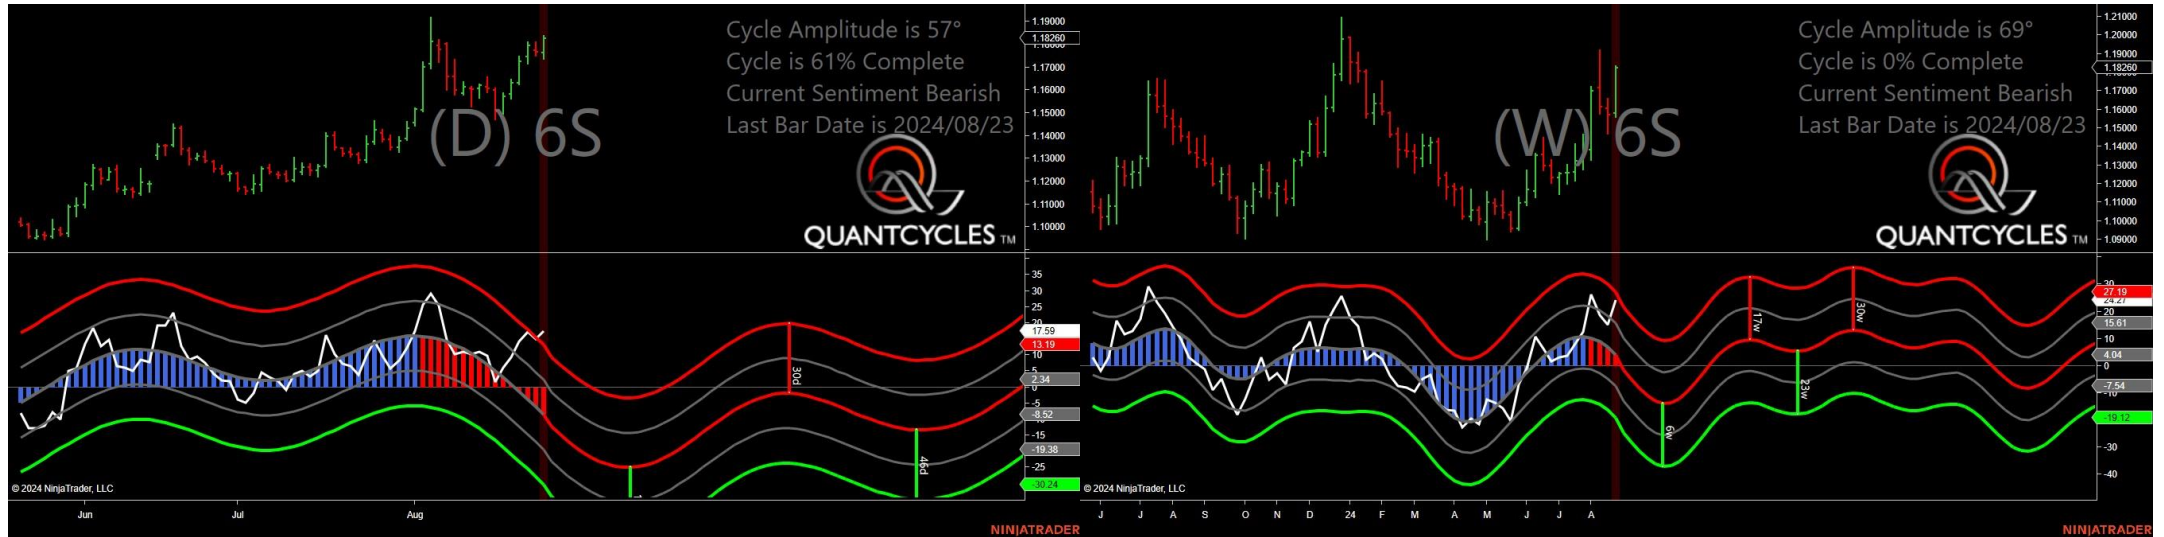 Cycle Amplitude is 57°
Cycle is 61% Complete
Current Sentiment Bearish
Last Bar Date is 2024/08/23
(D) 6S
QUANTCYCLES TM
1.19000
1.18260
1.17000
1.16000
1.15000
1.14000
1.13000
1.12000
1.11000
1.10000
35
30
25
20
17.59
13.19
10
5
2.34
0
-5
-8.52
-15
-19.38
-25
-30.24
30d
46d
© 2024 NinjaTrader, LLC
Jun Jul Aug
NINJATRADER
Cycle Amplitude is 69°
Cycle is 0% Complete
Current Sentiment Bearish
Last Bar Date is 2024/08/23
(W) 6S
QUANTCYCLES TM
1.21000
1.20000
1.19000
1.18260
1.17000
1.16000
1.15000
1.14000
1.13000
1.12000
1.11000
1.10000
1.09000
30
27.19
24.27
20
15.61
10
4.04
0
-7.54
-10
-19.12
-30
-40
17w
30w
23w
6w
© 2024 NinjaTrader, LLC
J J A S O N D 24 F M A M J J A
NINJATRADER